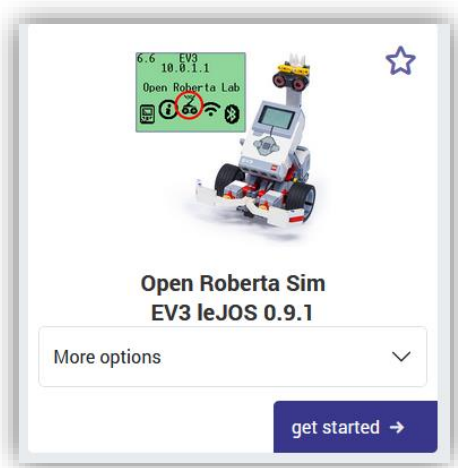 6.6 EV3
10.0.1.1
Open Roberta Lab
Open Roberta Sim
EV3 leJOS 0.9.1
More options
get started →